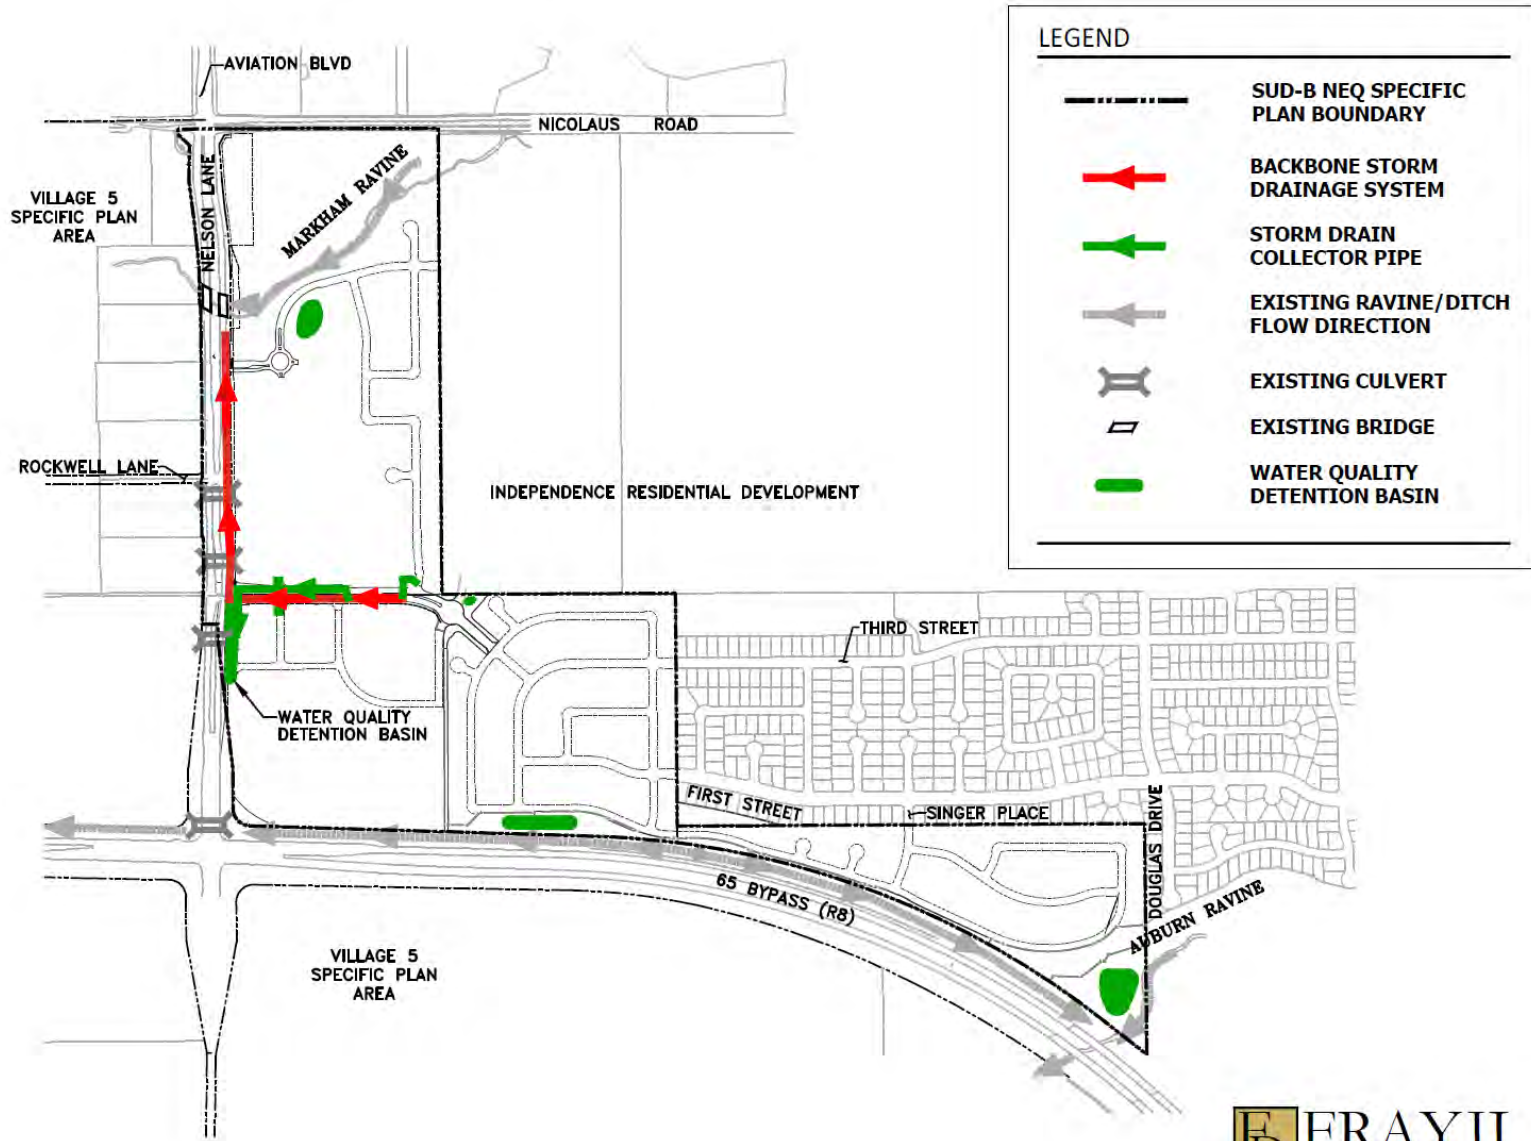 LEGEND
SUD-B NEQ SPECIFIC
PLAN BOUNDARY
BACKBONE STORM
DRAINAGE SYSTEM
STORM DRAIN
COLLECTOR PIPE
EXISTING RAVINE/DITCH
FLOW DIRECTION
EXISTING CULVERT
EXISTING BRIDGE
WATER QUALITY
DETENTION BASIN
AVIATION BLVD
NICOLAUS ROAD
NELSON LANE
MARKHAM RAVINE
VILLAGE 5
SPECIFIC PLAN
AREA
ROCKWELL LANE
INDEPENDENCE RESIDENTIAL DEVELOPMENT
THIRD STREET
WATER QUALITY
DETENTION BASIN
FIRST STREET
SINGER PLACE
DOUGLAS DRIVE
65 BYPASS (R8)
AUBURN RAVINE
VILLAGE 5
SPECIFIC PLAN
AREA